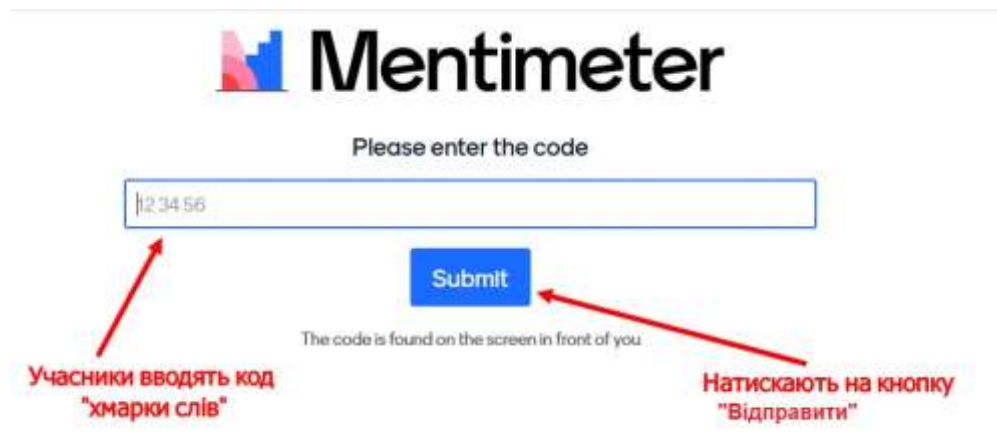 Mentimeter
Please enter the code
12 34 56
Submit
The code is found on the screen in front of you
Учасники вводять код
"хмарки слів"
Натискають на кнопку
"Відправити"